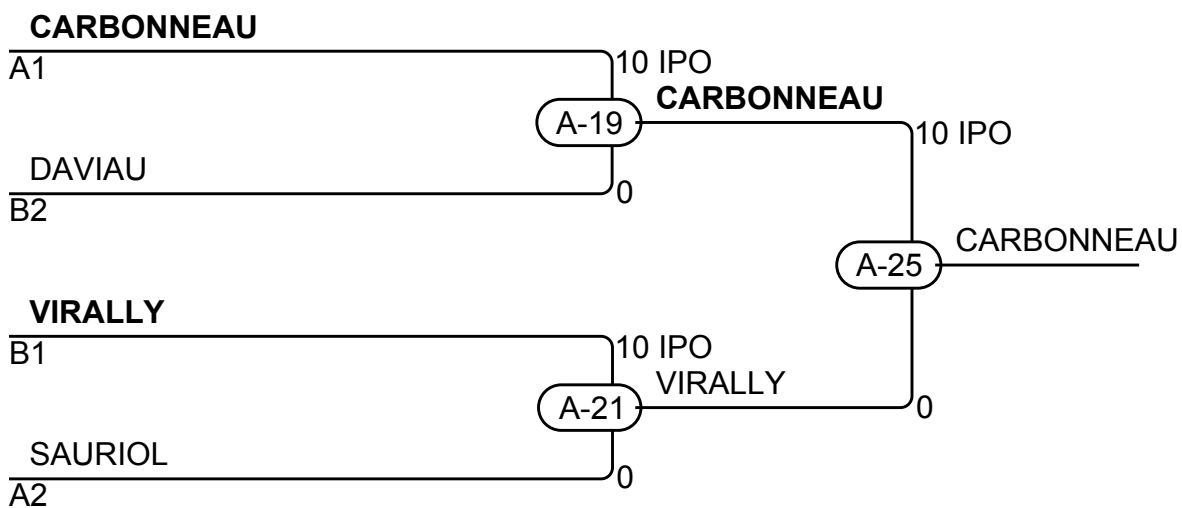 CARBONNEAU
A1
10 IPO
CARBONNEAU
A-19
10 IPO
DAVIAU
B2
0
CARBONNEAU
A-25
VIRALLY
B1
10 IPO
VIRALLY
A-21
0
SAURIOL
A2
0